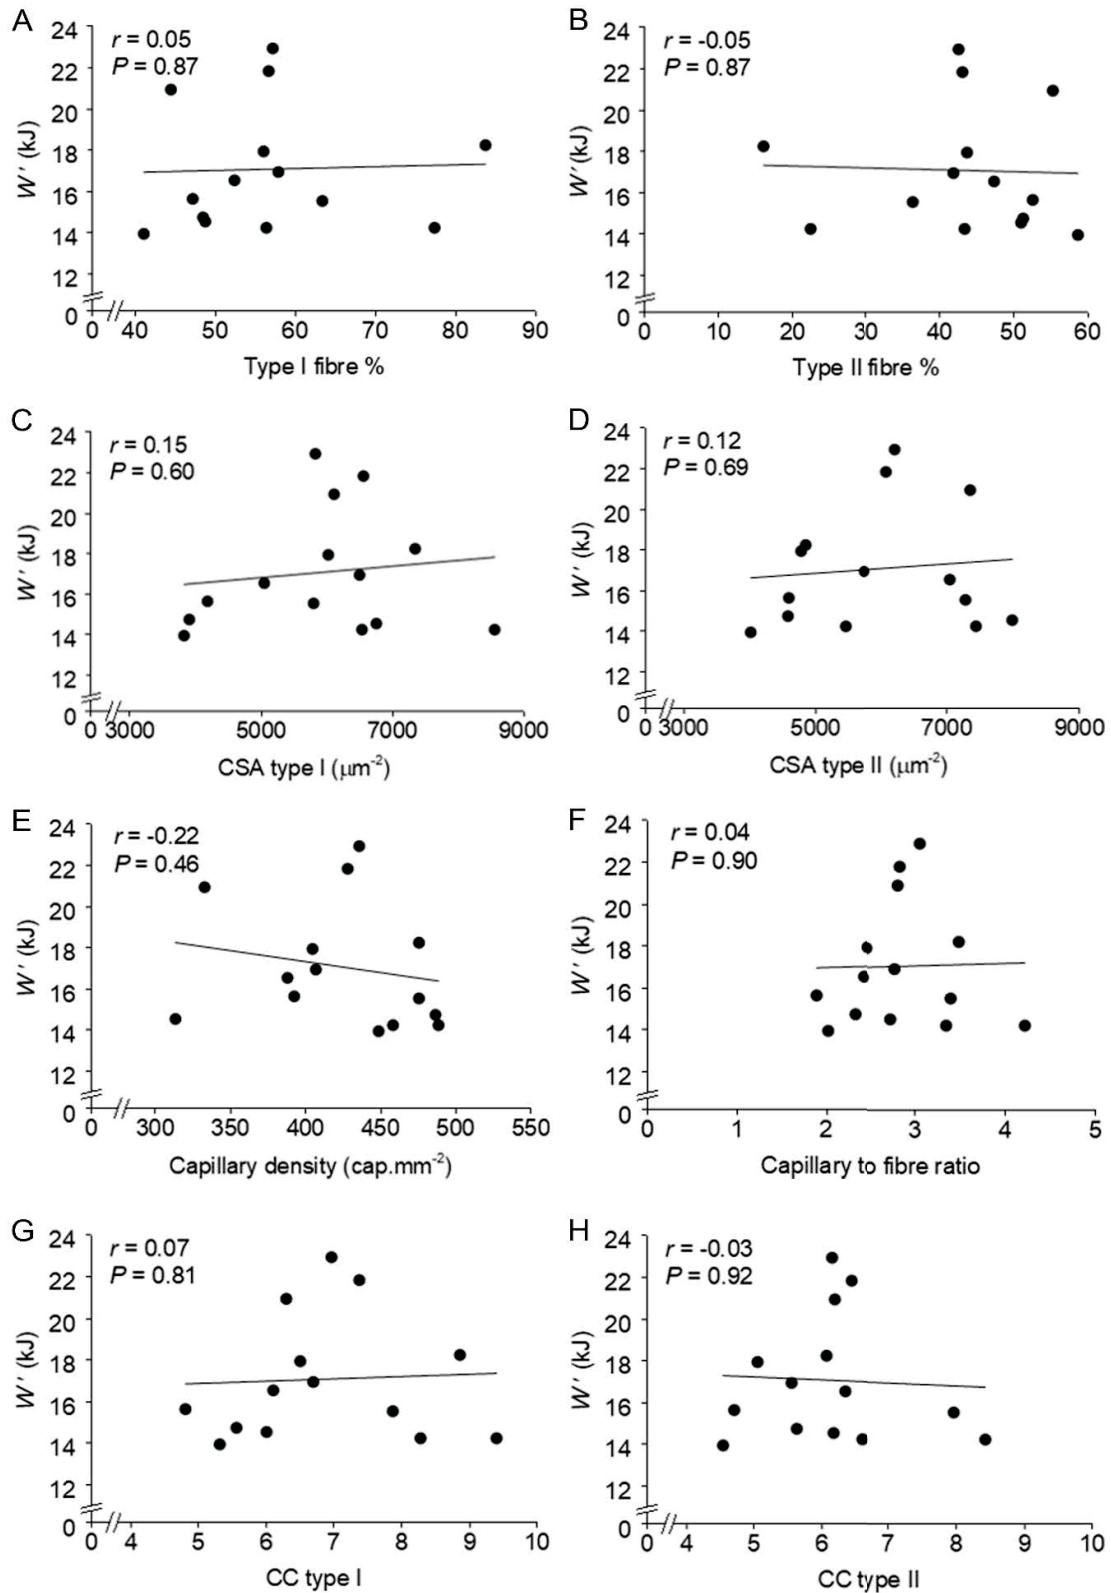 A
r = 0.05
P = 0.87
24
22
20
18
16
14
12
0
W′ (kJ)
0 40 50 60 70 80 90
Type I fibre %
B
r = -0.05
P = 0.87
24
22
20
18
16
14
12
0
W′ (kJ)
0 10 20 30 40 50 60
Type II fibre %
C
r = 0.15
P = 0.60
24
22
20
18
16
14
12
0
W′ (kJ)
0 3000 5000 7000 9000
CSA type I (μm⁻²)
D
r = 0.12
P = 0.69
24
22
20
18
16
14
12
0
W′ (kJ)
0 3000 5000 7000 9000
CSA type II (μm⁻²)
E
r = -0.22
P = 0.46
24
22
20
18
16
14
12
0
W′ (kJ)
0 300 350 400 450 500 550
Capillary density (cap.mm⁻²)
F
r = 0.04
P = 0.90
24
22
20
18
16
14
12
0
W′ (kJ)
0 1 2 3 4 5
Capillary to fibre ratio
G
r = 0.07
P = 0.81
24
22
20
18
16
14
12
0
W′ (kJ)
0 4 5 6 7 8 9 10
CC type I
H
r = -0.03
P = 0.92
24
22
20
18
16
14
12
0
W′ (kJ)
0 4 5 6 7 8 9 10
CC type II